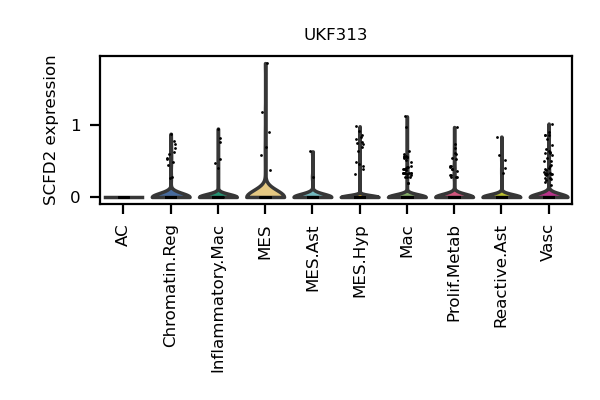 UKF313
SCFD2 expression
1
0
AC
Chromatin.Reg
Inflammatory.Mac
MES
MES.Ast
MES.Hyp
Mac
Prolif.Metab
Reactive.Ast
Vasc